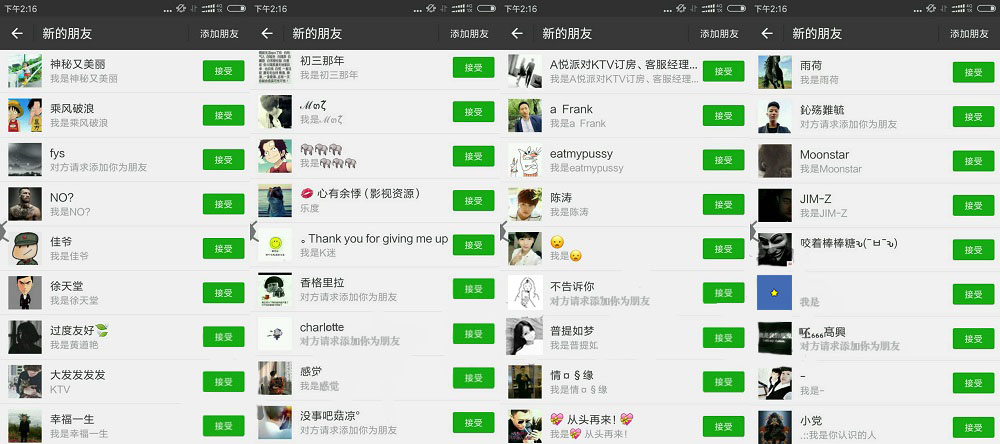 下午2:16
新的朋友
添加朋友
神秘又美丽
我是神秘又美丽
接受
乘风破浪
我是乘风破浪
接受
fys
对方请求添加你为朋友
接受
NO?
我是NO?
接受
佳爷
我是佳爷
接受
徐天堂
我是徐天堂
接受
过度友好🍃
我是黄道艳
接受
大发发发发
KTV
接受
幸福一生
我是幸福一生
接受
下午2:16
新的朋友
添加朋友
初三那年
我是初三那年
接受
ℳ๓ζ
我是ℳ๓ζ
接受
🐘🐘🐘
我是🐘🐘🐘
接受
💋 心有余悸（影视资源）
乐度
接受
。Thank you for giving me up
我是K迷
接受
香格里拉
对方请求添加你为朋友
接受
charlotte
对方请求添加你为朋友
接受
感觉
我是感觉
接受
没事吧菇凉°
对方请求添加你为朋友
接受
下午2:16
新的朋友
添加朋友
A悦派对KTV订房、客服经理...
我是A悦派对KTV订房、客服经理...
接受
a Frank
我是a Frank
接受
eatmypussy
我是eatmypussy
接受
陈涛
我是陈涛
接受
😦
我是😦
接受
不告诉你
对方请求添加你为朋友
接受
普提如梦
我是普提如
接受
情¤§缘
我是情¤§缘
接受
💝 从头再来! 💝
我是💝 从头再来! 💝
接受
下午2:16
新的朋友
添加朋友
雨荷
我是雨荷
接受
鈊殇難毓
对方请求添加你为朋友
接受
Moonstar
我是Moonstar
接受
JIM-Z
我是JIM-Z
接受
咬着棒棒糖ԅ(¯ㅂ¯ԅ)
接受
我是
接受
₆₆₆高興
对方请求添加你为朋友
接受
-
我是-
接受
小党
.::我是你认识的人
接受